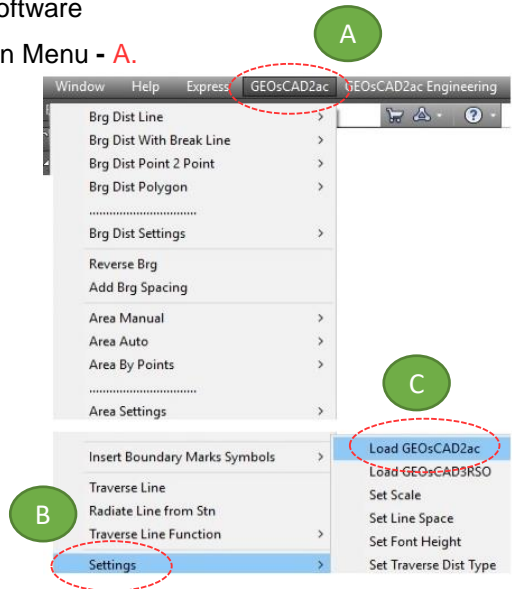 oftware
n Menu - A.
A
Window Help Express GEOsCAD2ac GEOsCAD2ac Engineering
Brg Dist Line
Brg Dist With Break Line
Brg Dist Point 2 Point
Brg Dist Polygon
................................
Brg Dist Settings
Reverse Brg
Add Brg Spacing
Area Manual
Area Auto
Area By Points
................................
Area Settings
C
Insert Boundary Marks Symbols
Traverse Line
Radiate Line from Stn
Traverse Line Function
B
Settings
Load GEOsCAD2ac
Load GEOsCAD3RSO
Set Scale
Set Line Space
Set Font Height
Set Traverse Dist Type